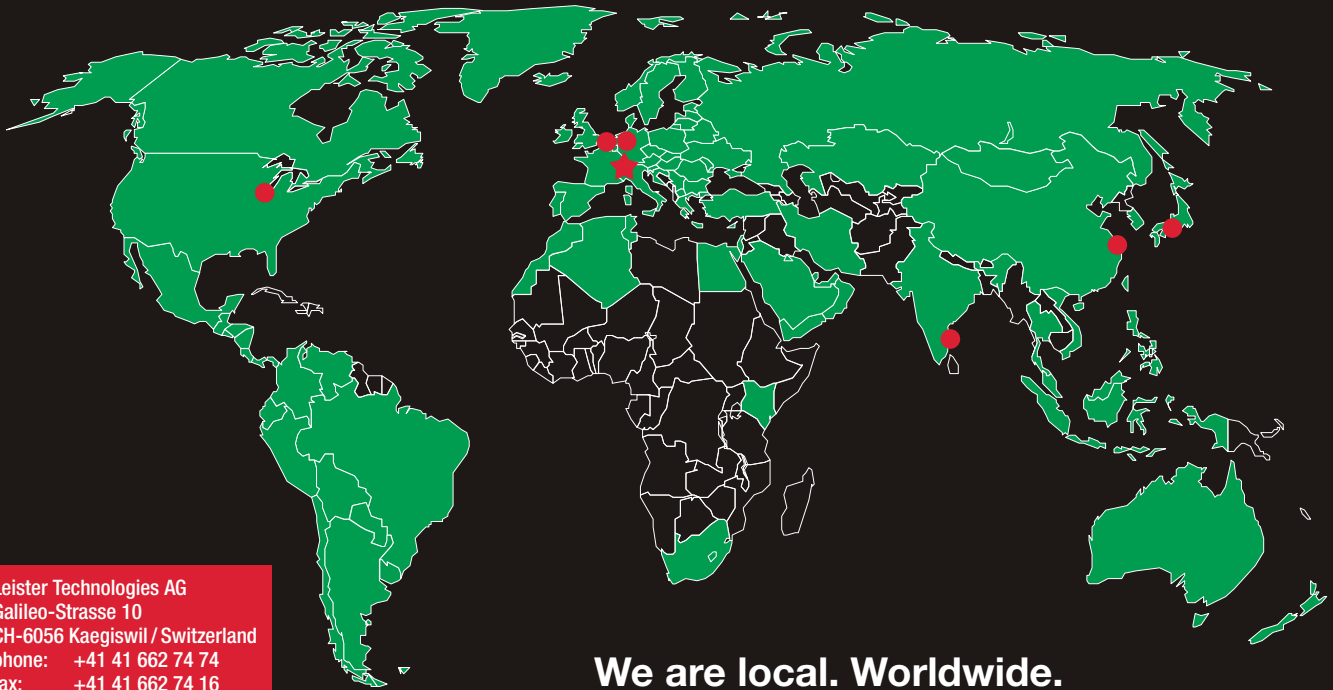 Leister Technologies AG
Galileo-Strasse 10
CH-6056 Kaegiswil / Switzerland
phone: +41 41 662 74 74
fax: +41 41 662 74 16
We are local. Worldwide.